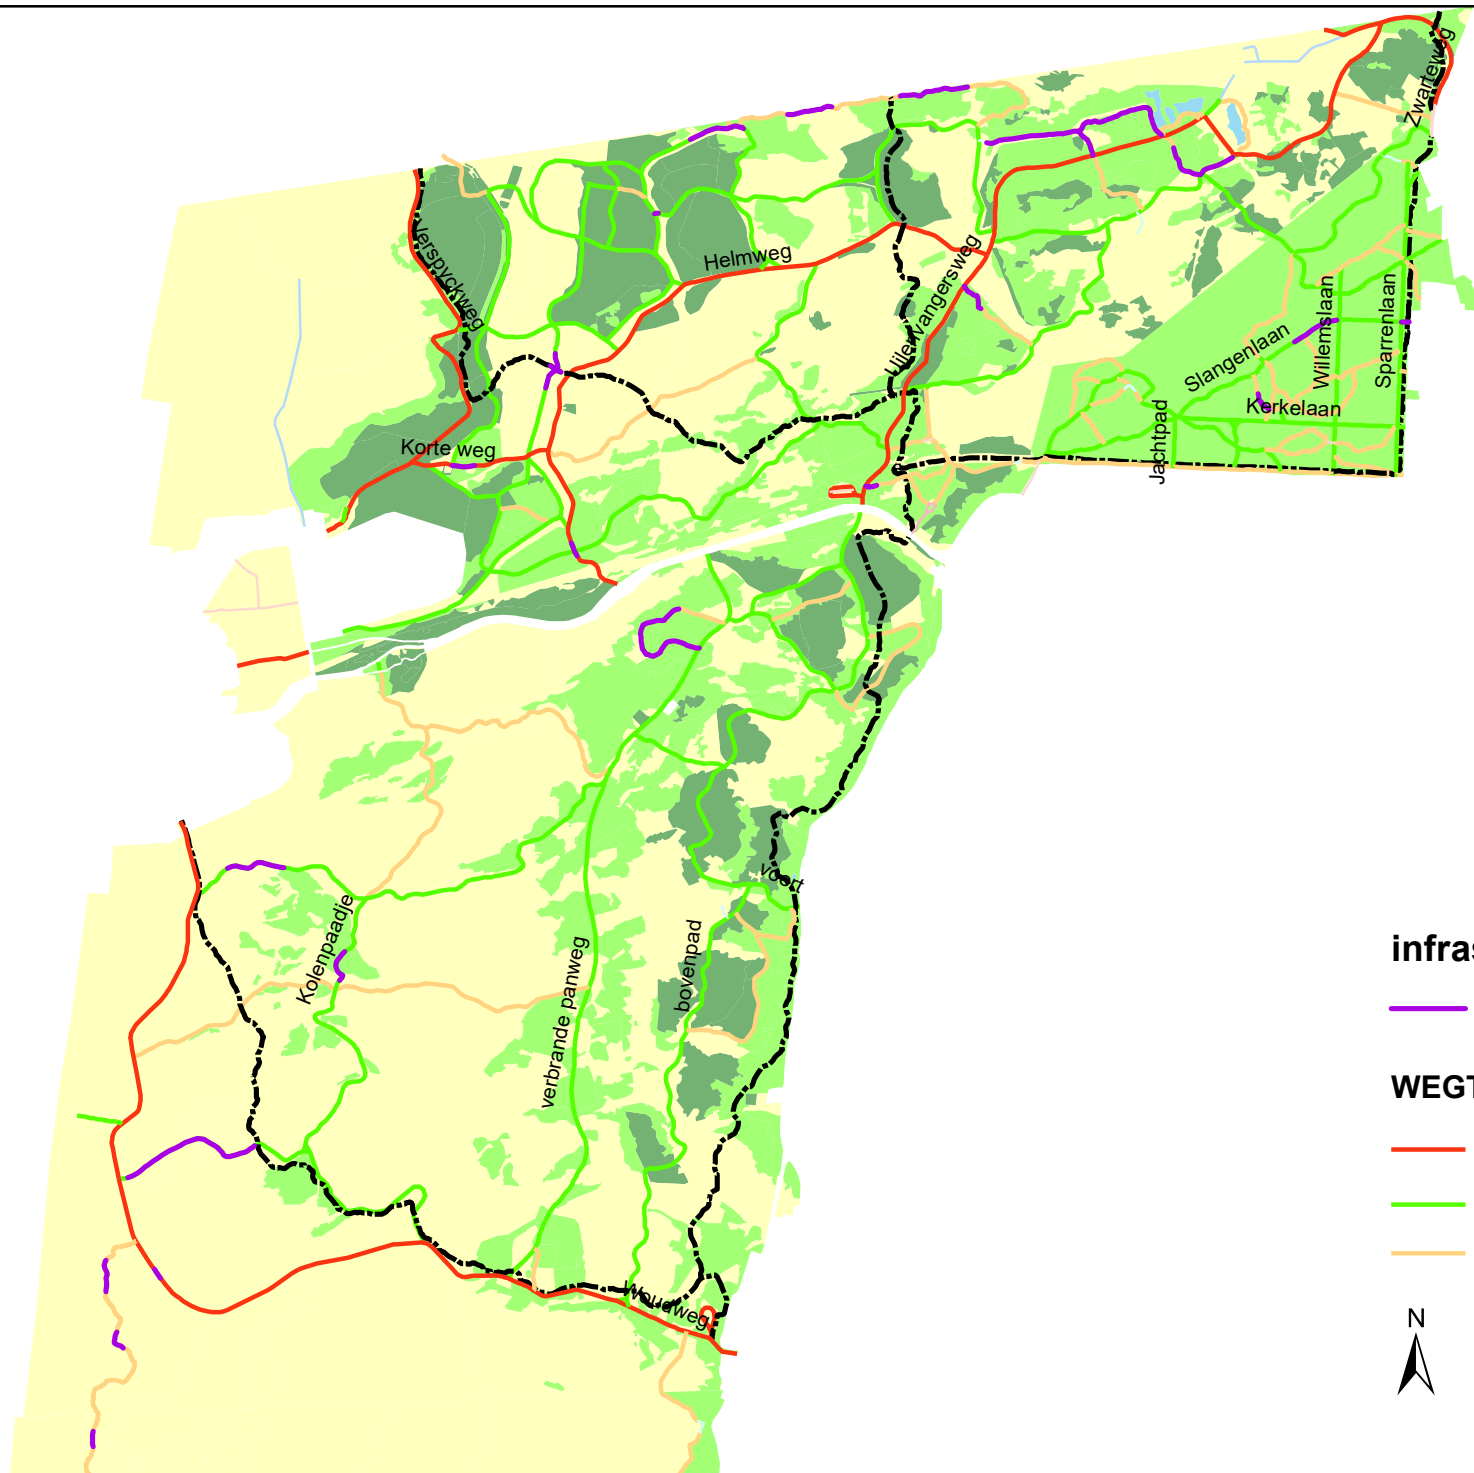 Zwarteweg
Verspyckweg
Helmweg
Uilenvangersweg
Willemslaan
Sparrenlaan
Slangenlaan
Kerkelaan
Jachtpad
Korte weg
voort
Kolenpaadje
bovenpad
verbrande panweg
infras
WEGT
Woudweg
N